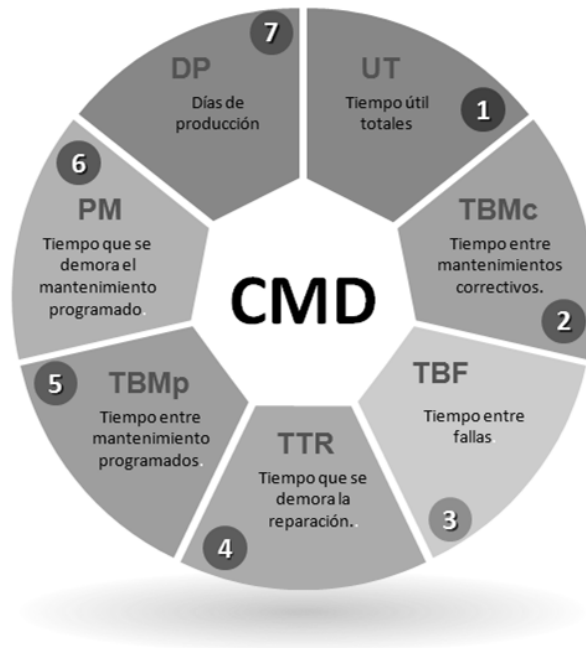 CMD
1
UT
Tiempo útil
totales
2
TBMc
Tiempo entre
mantenimientos
correctivos.
3
TBF
Tiempo entre
fallas.
4
TTR
Tiempo que se
demora la
reparación..
5
TBMp
Tiempo entre
mantenimiento
programados.
6
PM
Tiempo que se
demora el
mantenimiento
programado.
7
DP
Días de
producción